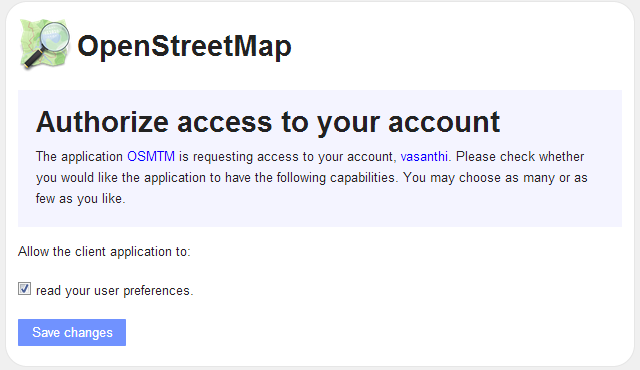 OpenStreetMap
Authorize access to your account
The application OSMTM is requesting access to your account, vasanthi. Please check whether
you would like the application to have the following capabilities. You may choose as many or as
few as you like.
Allow the client application to:
read your user preferences.
Save changes